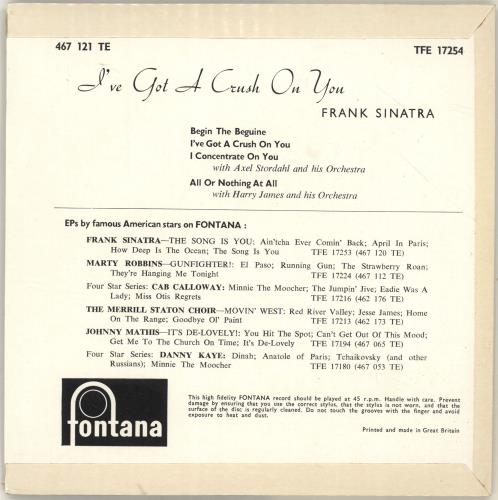 467 121 TE TFE 17254
I've Got A Crush On You
FRANK SINATRA
Begin The Beguine
I've Got A Crush On You
I Concentrate On You
with Axel Stordahl and his Orchestra
All Or Nothing At All
with Harry James and his Orchestra
EPs by famous American stars on FONTANA :
FRANK SINATRA—THE SONG IS YOU: Ain'tcha Ever Comin' Back; April In Paris;
How Deep Is The Ocean; The Song Is You TFE 17253 (467 120 TE)
MARTY ROBBINS—GUNFIGHTER!: El Paso; Running Gun; The Strawberry Roan;
They're Hanging Me Tonight TFE 17224 (467 112 TE)
Four Star Series: CAB CALLOWAY: Minnie The Moocher; The Jumpin' Jive; Eadie Was A
Lady; Miss Otis Regrets TFE 17216 (462 176 TE)
THE MERRILL STATON CHOIR—MOVIN' WEST: Red River Valley; Jesse James; Home
On The Range; Goodbye Ol' Paint TFE 17213 (462 173 TE)
JOHNNY MATHIS—IT'S DE-LOVELY!: You Hit The Spot; Can't Get Out Of This Mood;
Get Me To The Church On Time; It's De-Lovely TFE 17194 (467 065 TE)
Four Star Series: DANNY KAYE: Dinah; Anatole of Paris; Tchaikovsky (and other
Russians); Minnie The Moocher TFE 17180 (467 053 TE)
fontana
This high fidelity FONTANA record should be played at 45 r.p.m. Handle with care. Prevent
damage by ensuring that you use the correct stylus, that the stylus is not worn, and that the
surface of the disc is regularly cleaned. Do not touch the grooves with the finger and avoid
exposure to heat and dust.
Printed and made in Great Britain